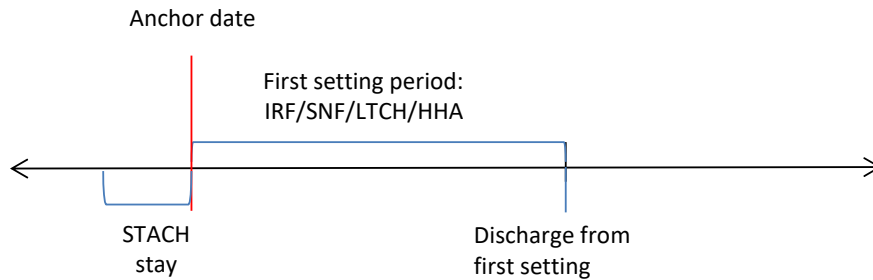 Anchor date
First setting period:
IRF/SNF/LTCH/HHA
STACH
stay
Discharge from
first setting